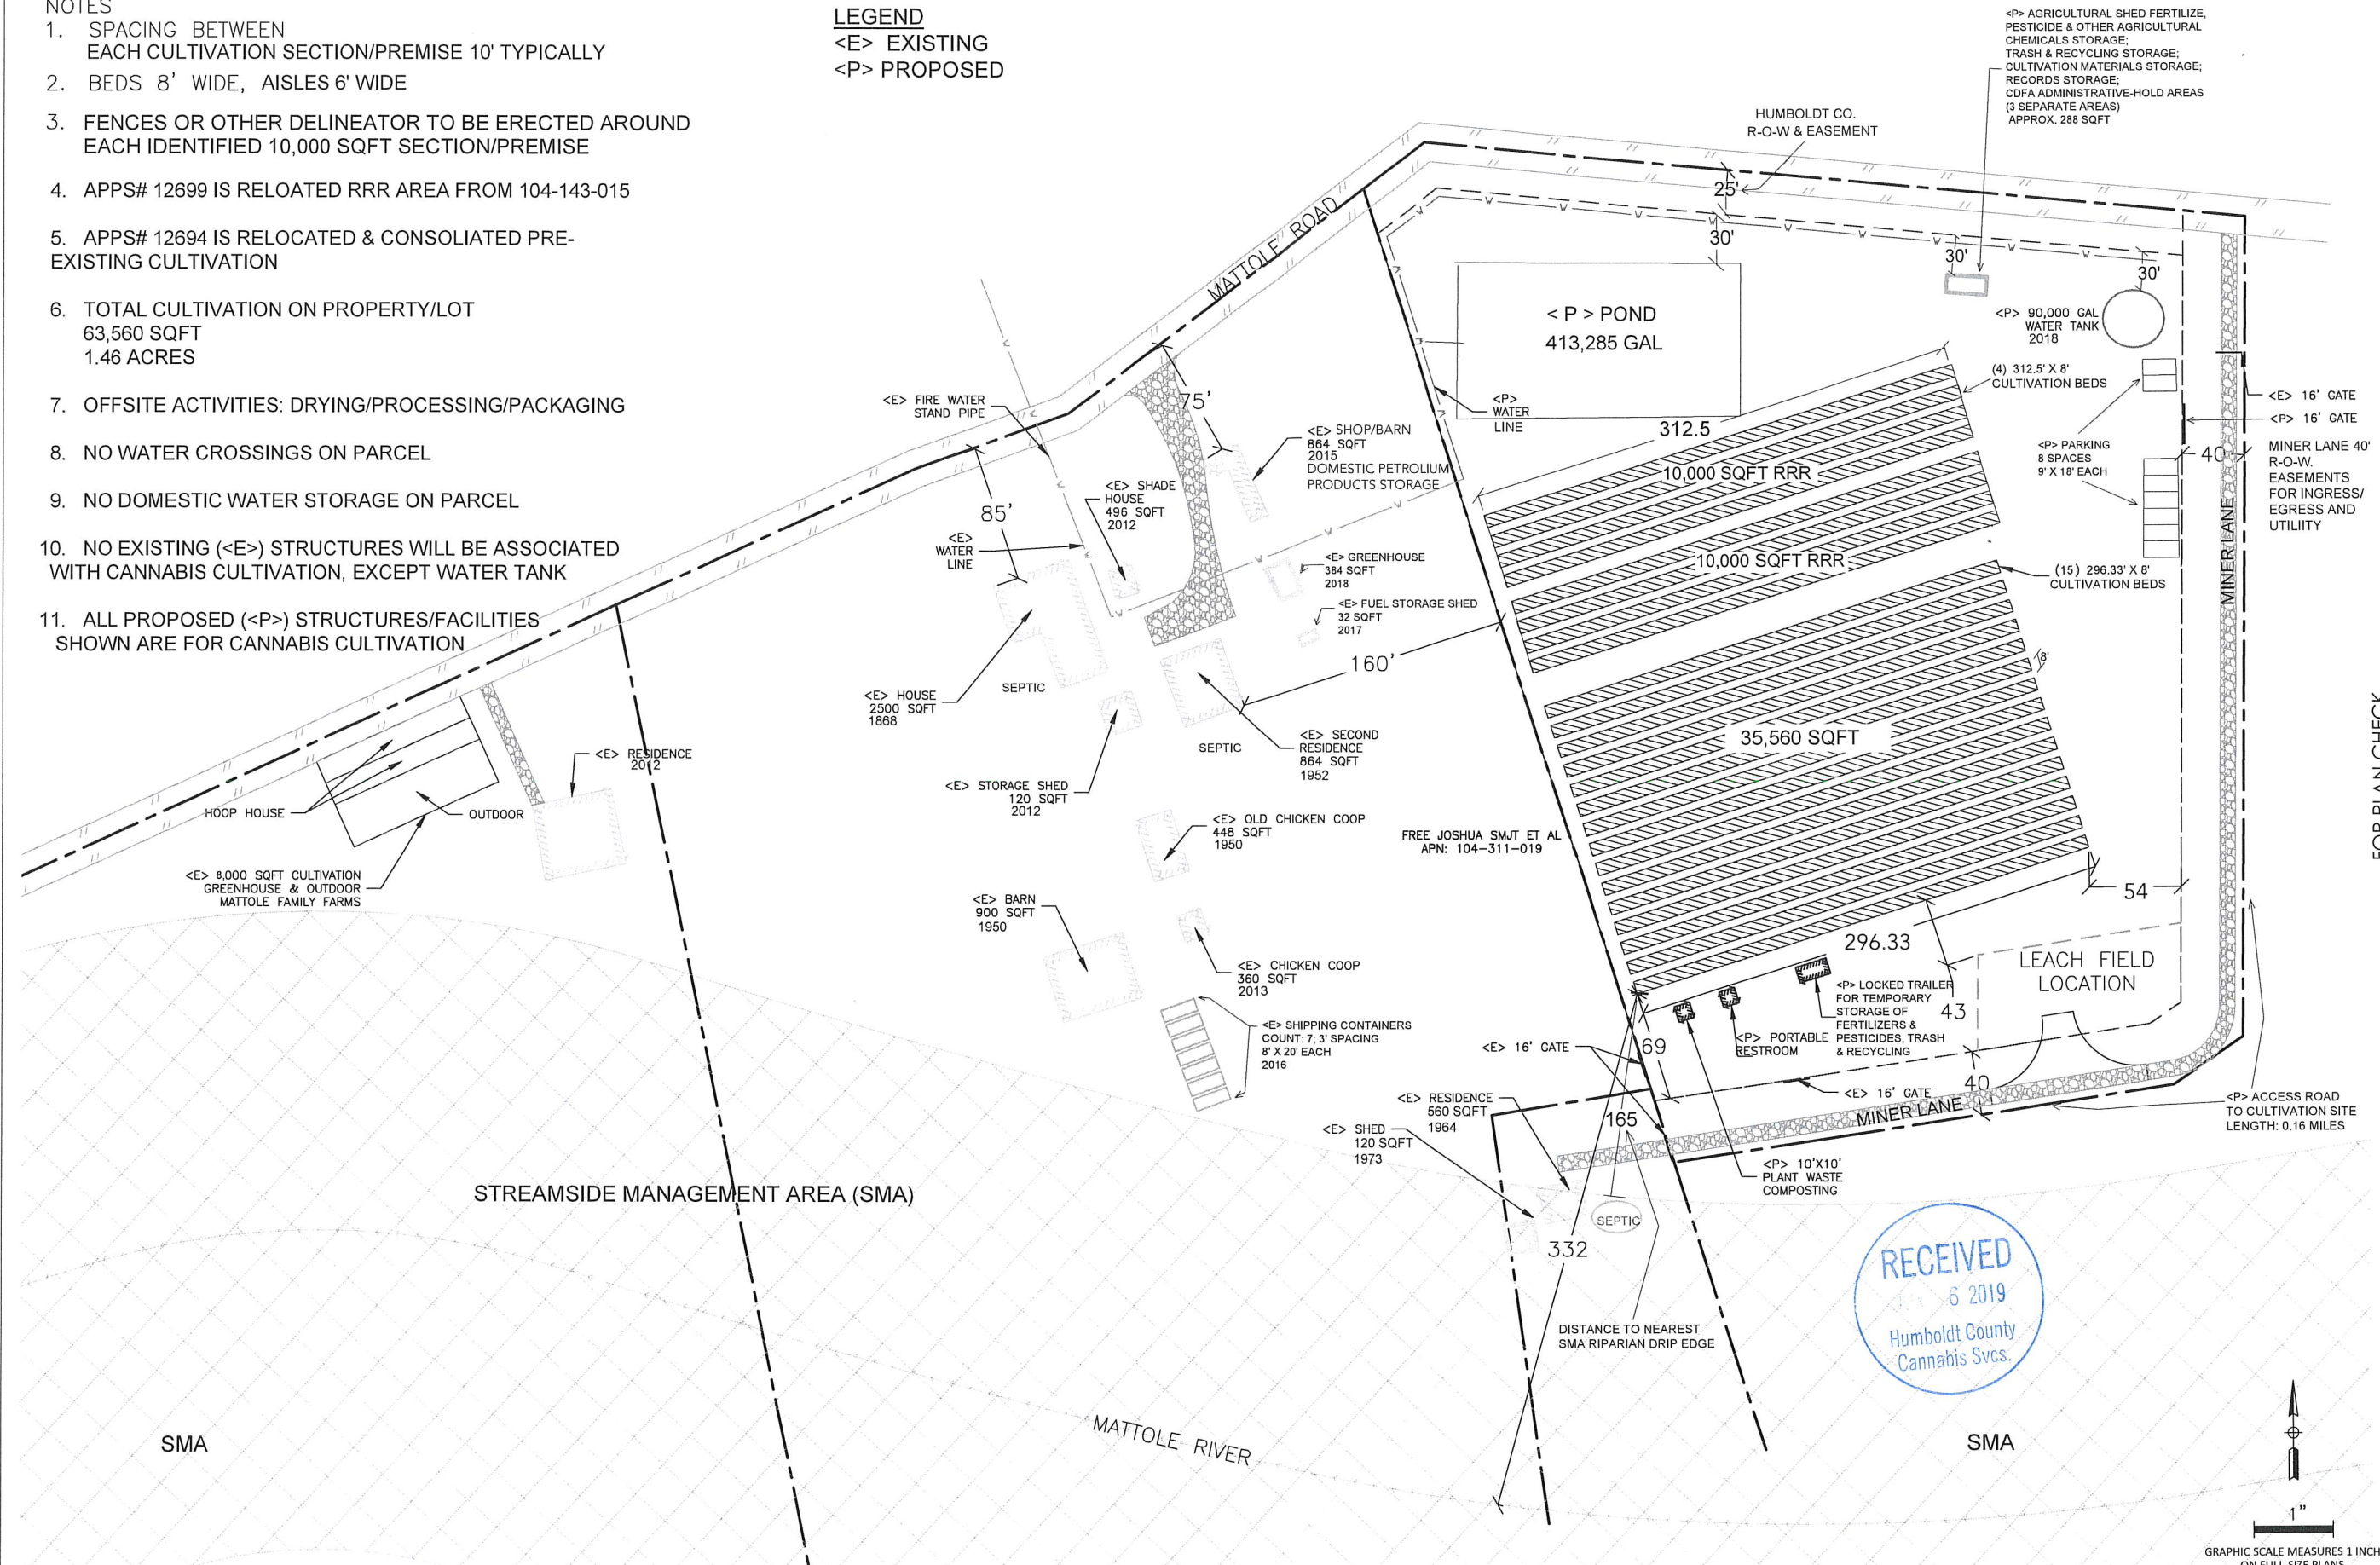 NOTES
1. SPACING BETWEEN
EACH CULTIVATION SECTION/PREMISE 10' TYPICALLY
2. BEDS 8' WIDE, AISLES 6' WIDE
3. FENCES OR OTHER DELINEATOR TO BE ERECTED AROUND
EACH IDENTIFIED 10,000 SQFT SECTION/PREMISE
4. APPS# 12699 IS RELOATED RRR AREA FROM 104-143-015
5. APPS# 12694 IS RELOCATED & CONSOLIATED PRE-
EXISTING CULTIVATION
6. TOTAL CULTIVATION ON PROPERTY/LOT
63,560 SQFT
1.46 ACRES
7. OFFSITE ACTIVITIES: DRYING/PROCESSING/PACKAGING
8. NO WATER CROSSINGS ON PARCEL
9. NO DOMESTIC WATER STORAGE ON PARCEL
10. NO EXISTING (<E>) STRUCTURES WILL BE ASSOCIATED
WITH CANNABIS CULTIVATION, EXCEPT WATER TANK
11. ALL PROPOSED (<P>) STRUCTURES/FACILITIES
SHOWN ARE FOR CANNABIS CULTIVATION
LEGEND
<E> EXISTING
<P> PROPOSED
<P> AGRICULTURAL SHED FERTILIZE,
PESTICIDE & OTHER AGRICULTURAL
CHEMICALS STORAGE;
TRASH & RECYCLING STORAGE;
CULTIVATION MATERIALS STORAGE;
RECORDS STORAGE;
CDFA ADMINISTRATIVE-HOLD AREAS
(3 SEPARATE AREAS)
APPROX. 288 SQFT
HUMBOLDT CO.
R-O-W & EASEMENT
25'
30'
30'
30'
MATTOLE ROAD
< P > POND
413,285 GAL
<P> 90,000 GAL
WATER TANK
2018
(4) 312.5' X 8'
CULTIVATION BEDS
<E> 16' GATE
<P> 16' GATE
<P> PARKING
8 SPACES
9' X 18' EACH
40
MINER LANE 40'
R-O-W.
EASEMENTS
FOR INGRESS/
EGRESS AND
UTILIITY
MINER LANE
<P>
WATER
LINE
312.5
10,000 SQFT RRR
10,000 SQFT RRR
(15) 296.33' X 8'
CULTIVATION BEDS
8'
35,560 SQFT
<E> FIRE WATER
STAND PIPE
75'
<E> SHOP/BARN
864 SQFT
2015
DOMESTIC PETROLIUM
PRODUCTS STORAGE
<E> SHADE
HOUSE
496 SQFT
2012
85'
<E>
WATER
LINE
<E> GREENHOUSE
384 SQFT
2018
<E> FUEL STORAGE SHED
32 SQFT
2017
160'
<E> HOUSE
2500 SQFT
1868
SEPTIC
SEPTIC
<E> SECOND
RESIDENCE
864 SQFT
1952
<E> STORAGE SHED
120 SQFT
2012
<E> RESIDENCE
2012
HOOP HOUSE
OUTDOOR
<E> 8,000 SQFT CULTIVATION
GREENHOUSE & OUTDOOR
MATTOLE FAMILY FARMS
<E> OLD CHICKEN COOP
448 SQFT
1950
FREE JOSHUA SMJT ET AL
APN: 104-311-019
<E> BARN
900 SQFT
1950
<E> CHICKEN COOP
360 SQFT
2013
<E> SHIPPING CONTAINERS
COUNT: 7; 3' SPACING
8' X 20' EACH
2016
54
296.33
43
LEACH FIELD
LOCATION
<P> LOCKED TRAILER
FOR TEMPORARY
STORAGE OF
FERTILIZERS &
PESTICIDES, TRASH
& RECYCLING
<P> PORTABLE
RESTROOM
<E> 16' GATE
69
40
<E> 16' GATE
MINER LANE
<P> ACCESS ROAD
TO CULTIVATION SITE
LENGTH: 0.16 MILES
<E> RESIDENCE
560 SQFT
1964
<E> SHED
120 SQFT
1973
165
<P> 10'X10'
PLANT WASTE
COMPOSTING
SEPTIC
332
DISTANCE TO NEAREST
SMA RIPARIAN DRIP EDGE
STREAMSIDE MANAGEMENT AREA (SMA)
RECEIVED
6 2019
Humboldt County
Cannabis Svcs.
SMA
MATTOLE RIVER
SMA
1"
GRAPHIC SCALE MEASURES 1 INCH
ON FULL SIZE PLANS
FOR PLAN CHECK